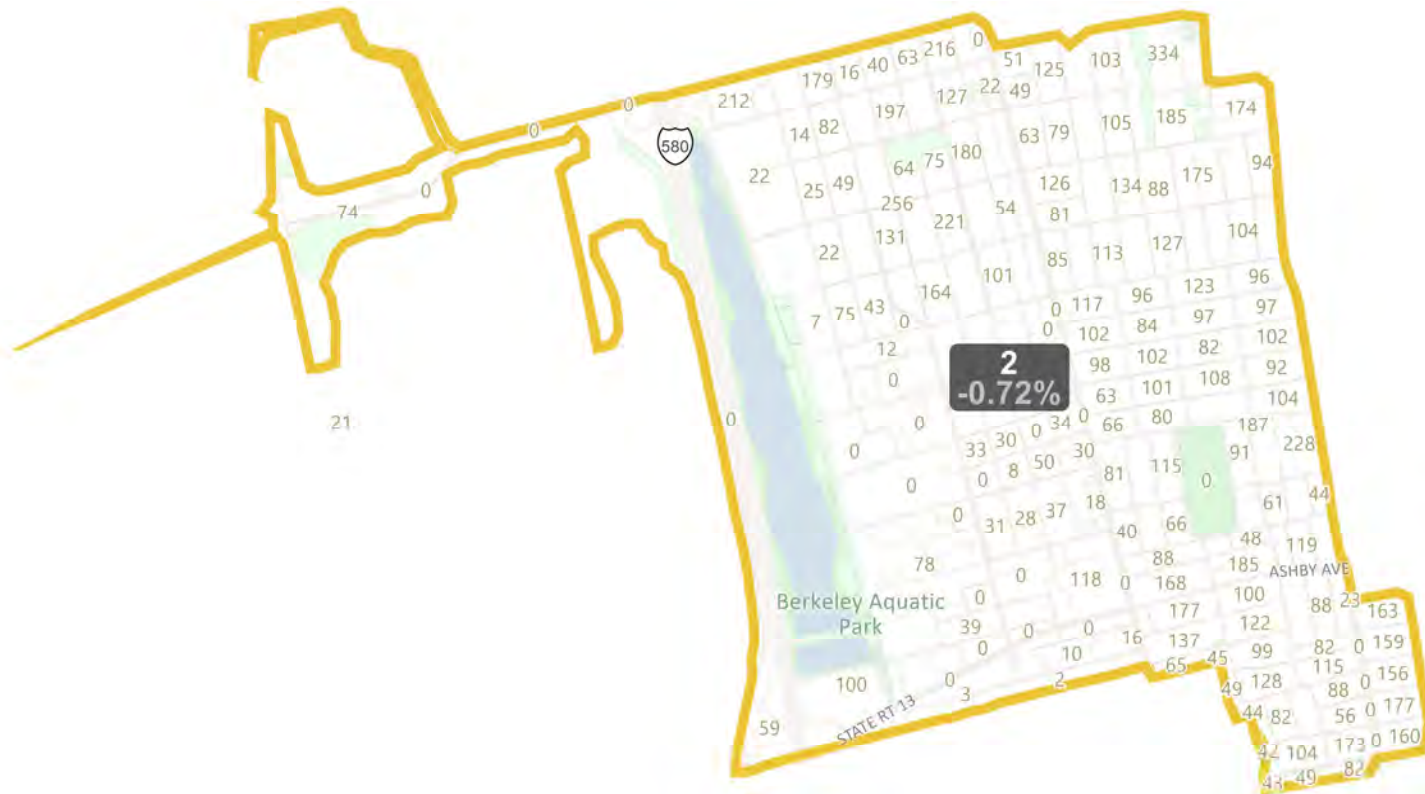 216 0
179 16 40 63
51 125 103 334
212
197 127 22 49
14 82
63 79 105 185 174
22 25 49 64 75 180
126 134 88 175 94
256 221 54 81
22 131
85 113 127 104
101
7 75 43 0 164
0 117 96 123 96
0 102 84 97 97
12
98 102 82 102
0
63 101 108 92
2
-0.72%
104
0 0 0 33 30 0 34 0 66 80 187
0 8 50 30 81 115 0 91 228
0
0 31 28 37 18 40 66 61 44
48 119
78 0 118 0 88 185
ASHBY AVE
168 100 88 23 163
0 39 0 0 0 16 177 122
137 99 82 0 159
10 65 45 115
100 0 3 2 49 128 88 0 156
44 82 56 0 177
59
42 104 173 0 160
43 49 82
580
0
0
0
74
21
0
Berkeley Aquatic
Park
STATE RT 13